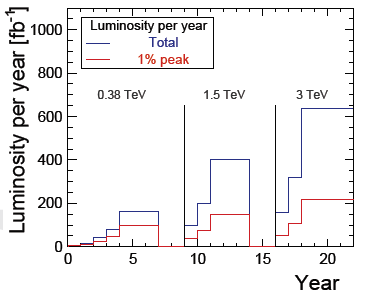 Luminosity per year [fb⁻¹]
1000
800
600
400
200
0
Luminosity per year
Total
1% peak
0.38 TeV
1.5 TeV
3 TeV
0
5
10
15
20
Year